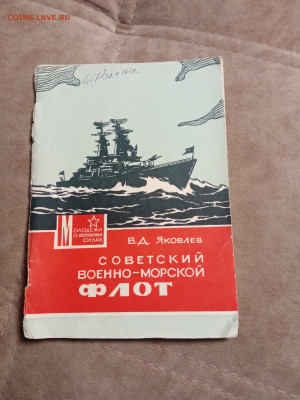 COINS.LAVE.RU
МОЛОДЕЖИ
О ВООРУЖЕННЫХ
СИЛАХ
В.Д. ЯКОВЛЕВ
СОВЕТСКИЙ
ВОЕННО-МОРСКОЙ
ФЛОТ